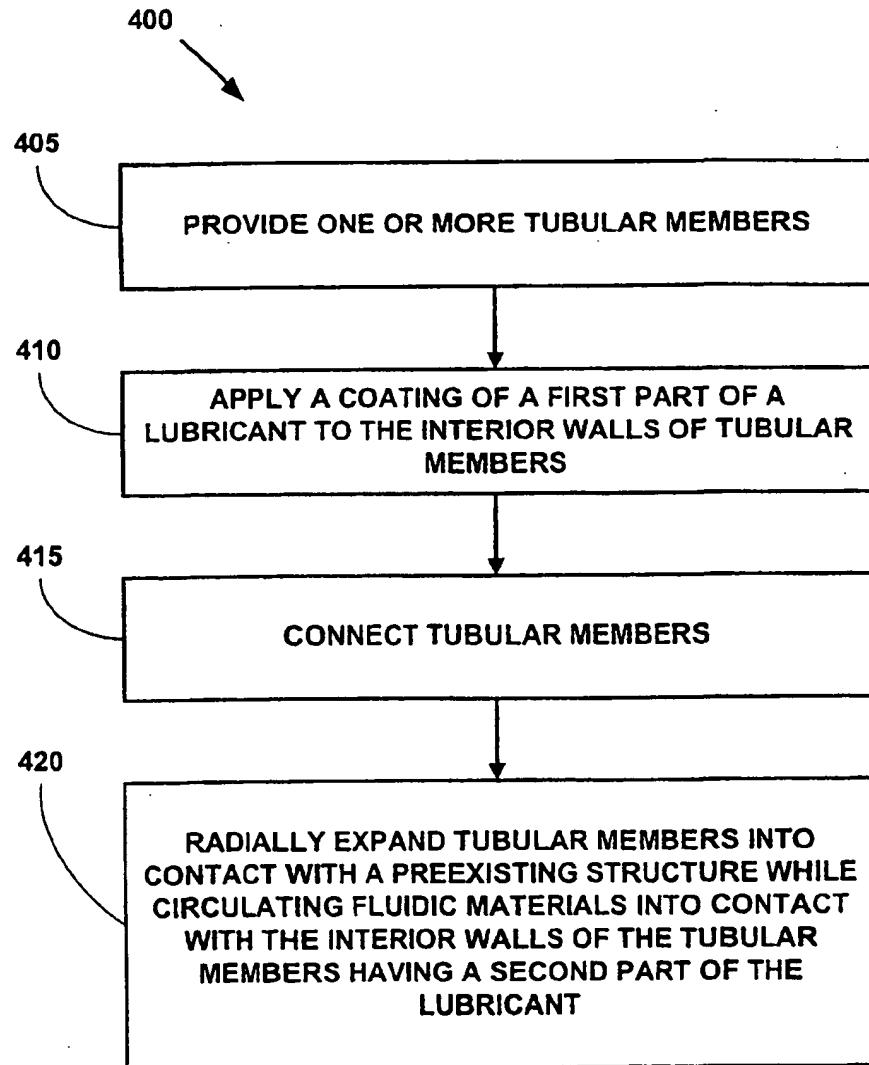 400
405
PROVIDE ONE OR MORE TUBULAR MEMBERS
410
APPLY A COATING OF A FIRST PART OF A
LUBRICANT TO THE INTERIOR WALLS OF TUBULAR
MEMBERS
415
CONNECT TUBULAR MEMBERS
420
RADIALLY EXPAND TUBULAR MEMBERS INTO
CONTACT WITH A PREEXISTING STRUCTURE WHILE
CIRCULATING FLUIDIC MATERIALS INTO CONTACT
WITH THE INTERIOR WALLS OF THE TUBULAR
MEMBERS HAVING A SECOND PART OF THE
LUBRICANT